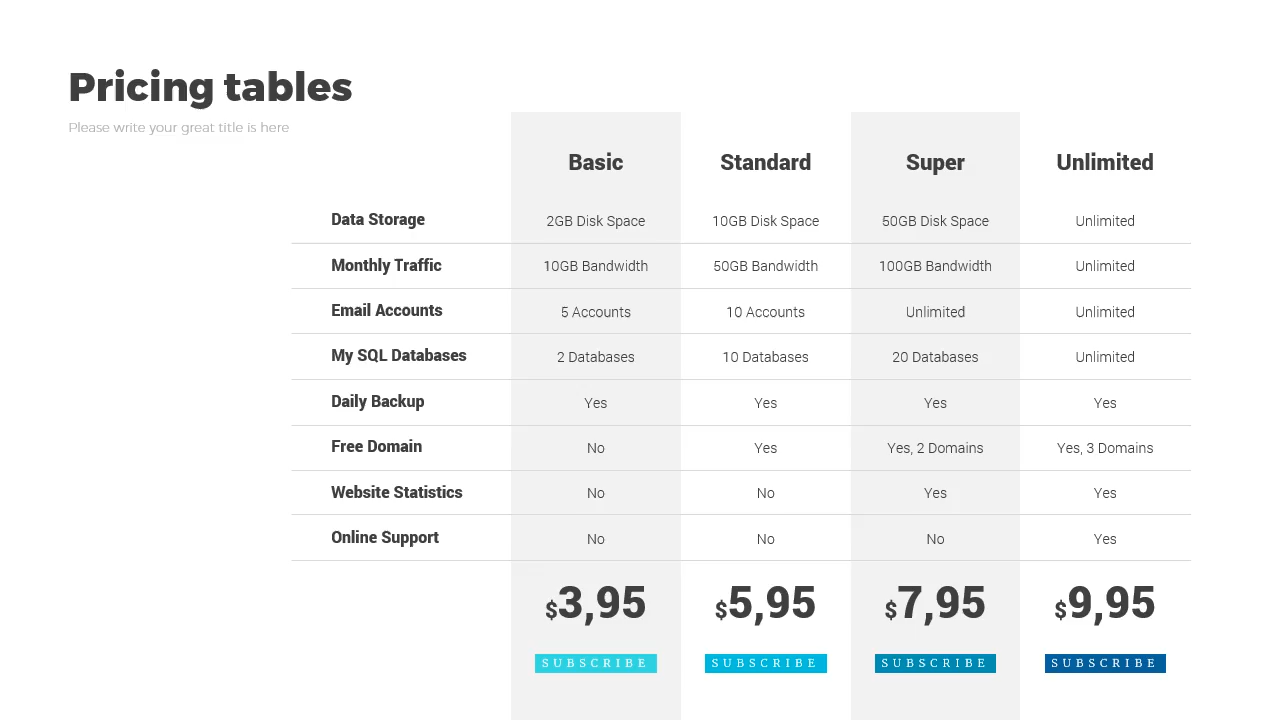 Pricing tables
Please write your great title is here
Basic Standard Super Unlimited
Data Storage 2GB Disk Space 10GB Disk Space 50GB Disk Space Unlimited
Monthly Traffic 10GB Bandwidth 50GB Bandwidth 100GB Bandwidth Unlimited
Email Accounts 5 Accounts 10 Accounts Unlimited Unlimited
My SQL Databases 2 Databases 10 Databases 20 Databases Unlimited
Daily Backup Yes Yes Yes Yes
Free Domain No Yes Yes, 2 Domains Yes, 3 Domains
Website Statistics No No Yes Yes
Online Support No No No Yes
$3,95 $5,95 $7,95 $9,95
SUBSCRIBE SUBSCRIBE SUBSCRIBE SUBSCRIBE